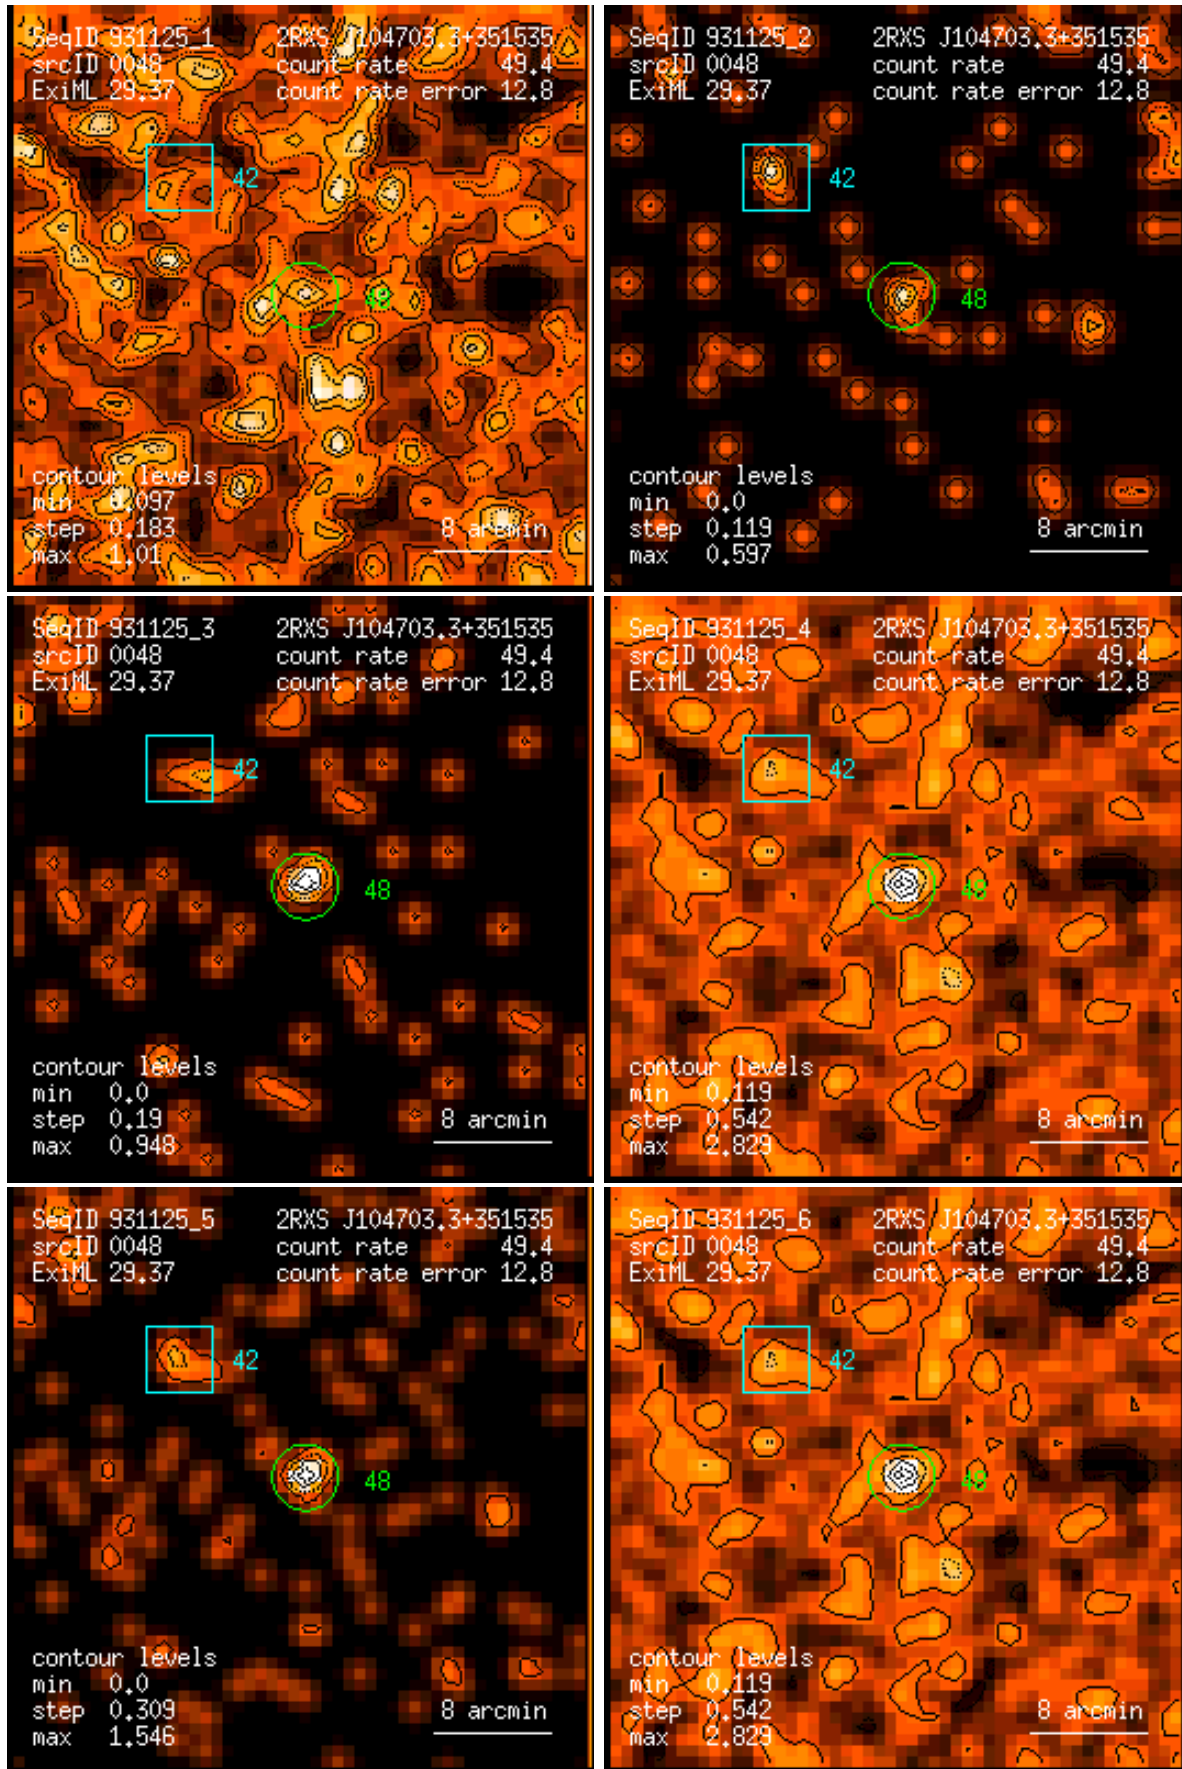 SeqID 931125_1 2RXS J104703.3+351535
srcID 0048 count rate 49.4
ExiML 29.37 count rate error 12.8
42
48
contour levels
min 0.097
step 0.183
max 1.01
8 arcmin
SeqID 931125_2 2RXS J104703.3+351535
srcID 0048 count rate 49.4
ExiML 29.37 count rate error 12.8
42
48
contour levels
min 0.0
step 0.119
max 0.597
8 arcmin
SeqID 931125_3 2RXS J104703.3+351535
srcID 0048 count rate 49.4
ExiML 29.37 count rate error 12.8
42
48
contour levels
min 0.0
step 0.19
max 0.948
8 arcmin
SeqID 931125_4 2RXS J104703.3+351535
srcID 0048 count rate 49.4
ExiML 29.37 count rate error 12.8
42
48
contour levels
min 0.119
step 0.542
max 2.829
8 arcmin
SeqID 931125_5 2RXS J104703.3+351535
srcID 0048 count rate 49.4
ExiML 29.37 count rate error 12.8
42
48
contour levels
min 0.0
step 0.309
max 1.546
8 arcmin
SeqID 931125_6 2RXS J104703.3+351535
srcID 0048 count rate 49.4
ExiML 29.37 count rate error 12.8
42
48
contour levels
min 0.119
step 0.542
max 2.829
8 arcmin